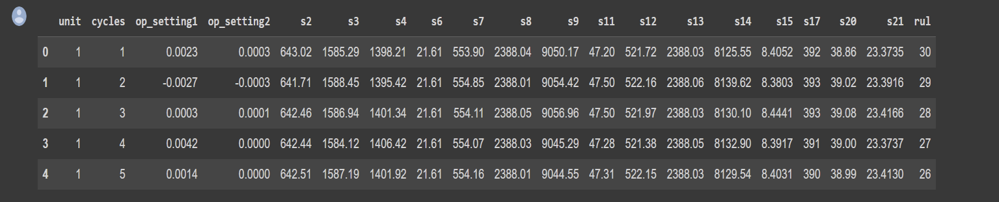 unit cycles op_setting1 op_setting2 s2 s3 s4 s6 s7 s8 s9 s11 s12 s13 s14 s15 s17 s20 s21 rul
0 1 1 0.0023 0.0003 643.02 1585.29 1398.21 21.61 553.90 2388.04 9050.17 47.20 521.72 2388.03 8125.55 8.4052 392 38.86 23.3735 30
1 1 2 -0.0027 -0.0003 641.71 1588.45 1395.42 21.61 554.85 2388.01 9054.42 47.50 522.16 2388.06 8139.62 8.3803 393 39.02 23.3916 29
2 1 3 0.0003 0.0001 642.46 1586.94 1401.34 21.61 554.11 2388.05 9056.96 47.50 521.97 2388.03 8130.10 8.4441 393 39.08 23.4166 28
3 1 4 0.0042 0.0000 642.44 1584.12 1406.42 21.61 554.07 2388.03 9045.29 47.28 521.38 2388.05 8132.90 8.3917 391 39.00 23.3737 27
4 1 5 0.0014 0.0000 642.51 1587.19 1401.92 21.61 554.16 2388.01 9044.55 47.31 522.15 2388.03 8129.54 8.4031 390 38.99 23.4130 26